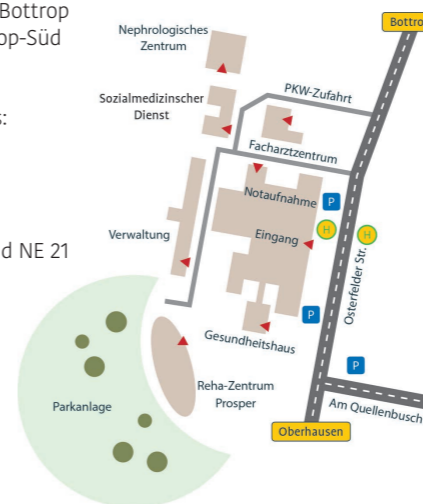 Bottrop
op-Süd
s:
d NE 21
Bottro
Nephrologisches
Zentrum
PKW-Zufahrt
Sozialmedizinscher
Dienst
Facharztzentrum
Notaufnahme
P
Verwaltung
Eingang
H
H
Osterfelder Str.
P
Gesundheitshaus
P
Reha-Zentrum
Prosper
Parkanlage
Am Quellenbusch
Oberhausen